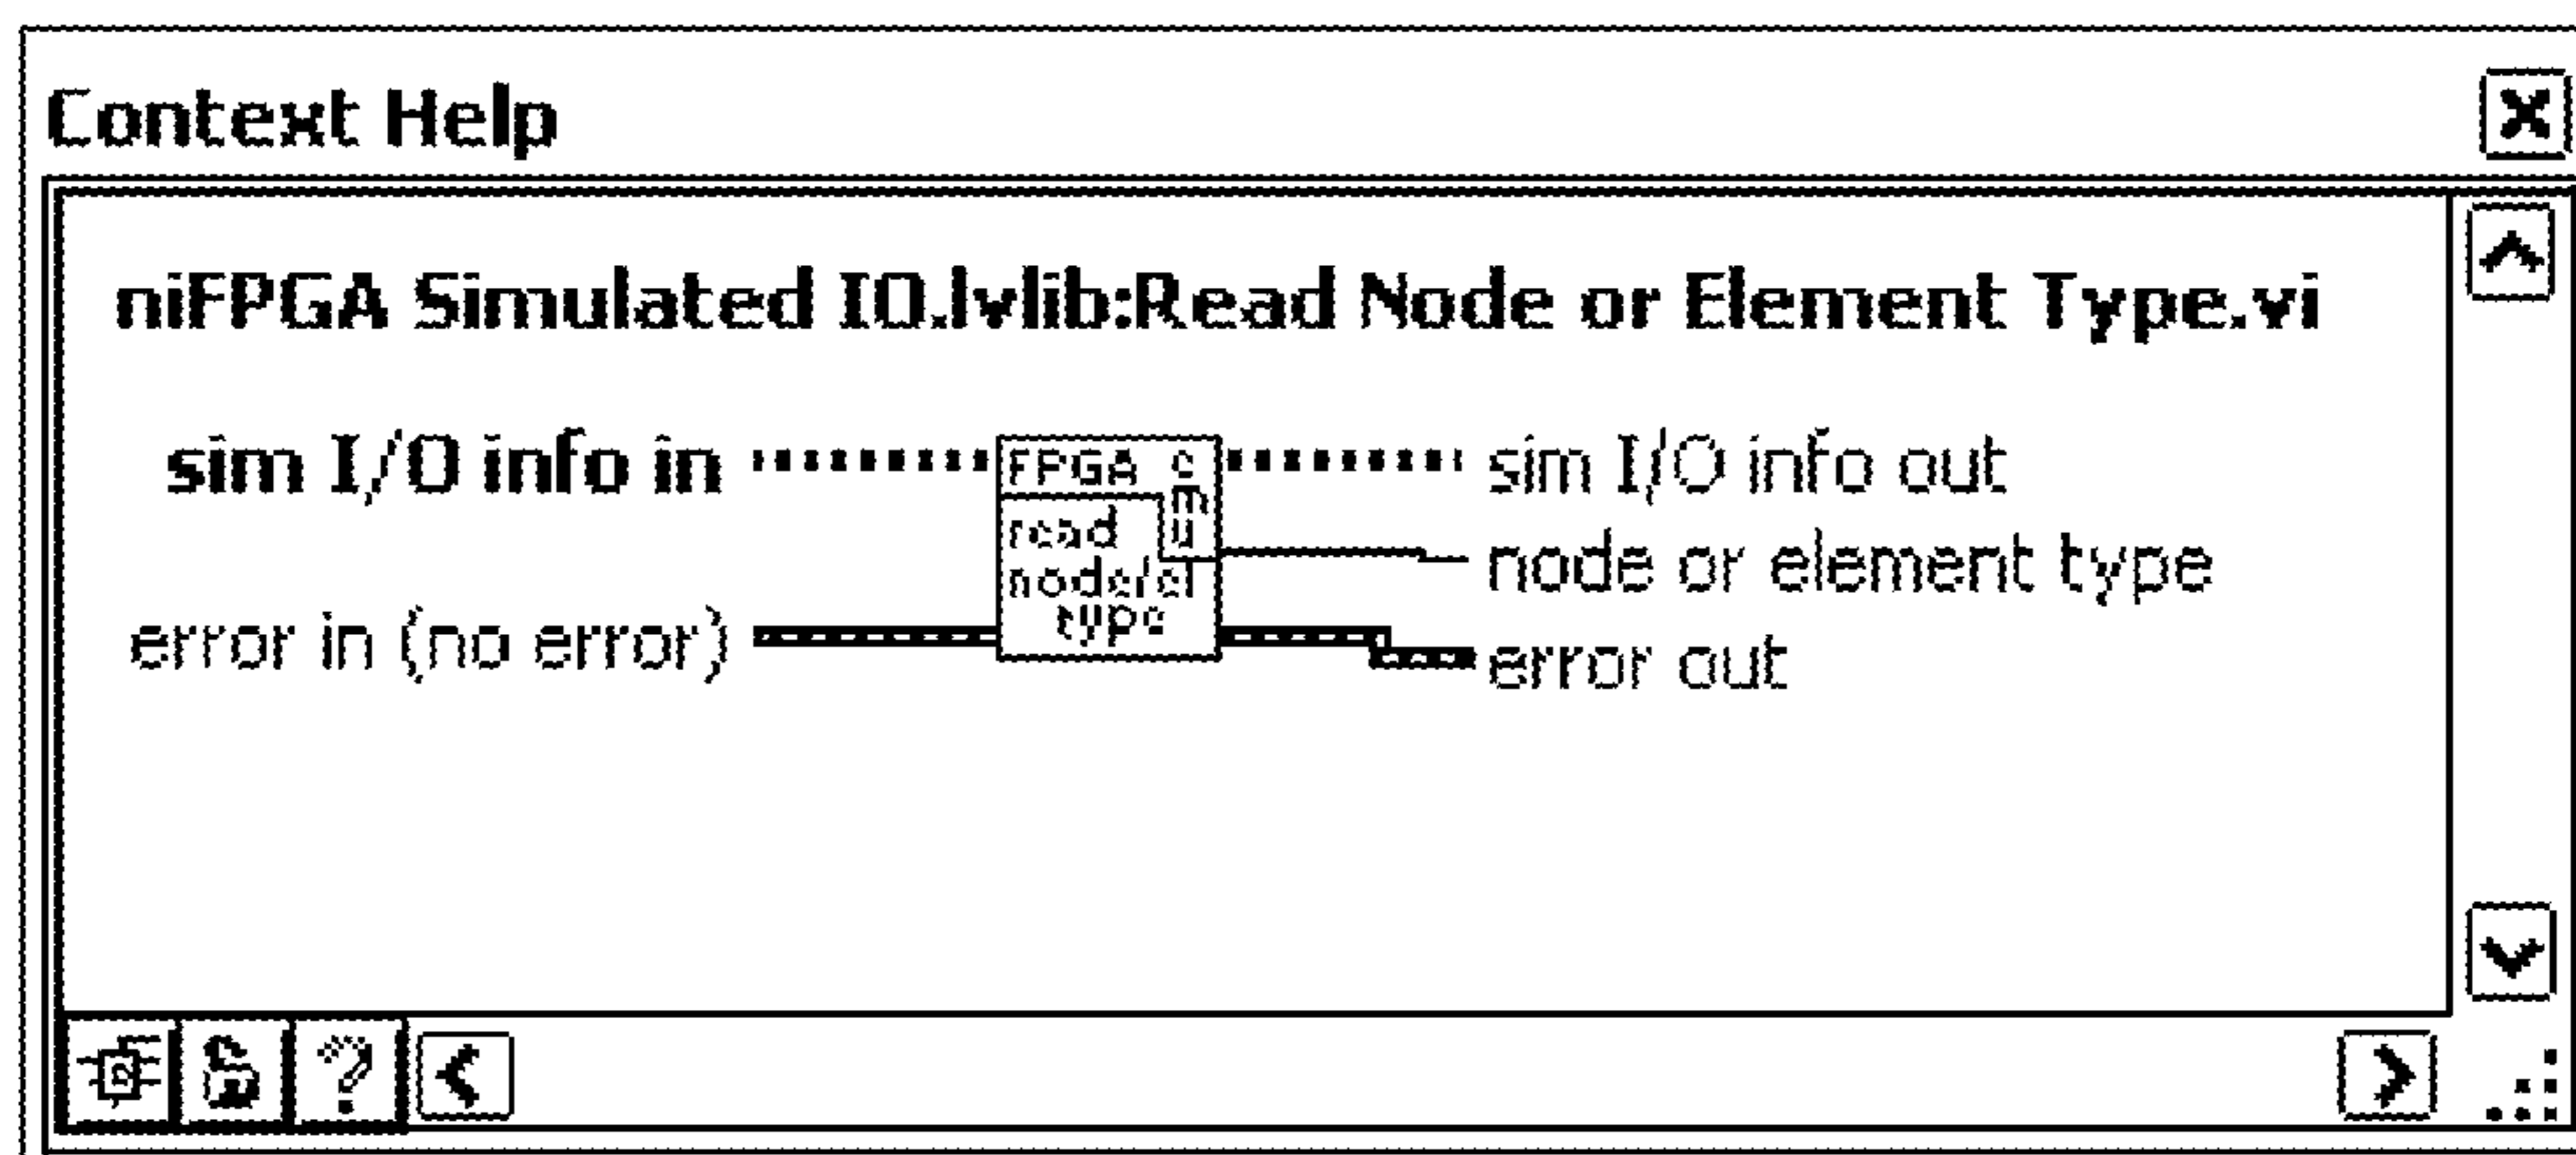 Context Help
niFPGA Simulated IO.lvlib:Read Node or Element Type.vi
sim I/O info in
FPGA
sim I/O info out
read
node or element type
node/el
type
error in (no error)
error out